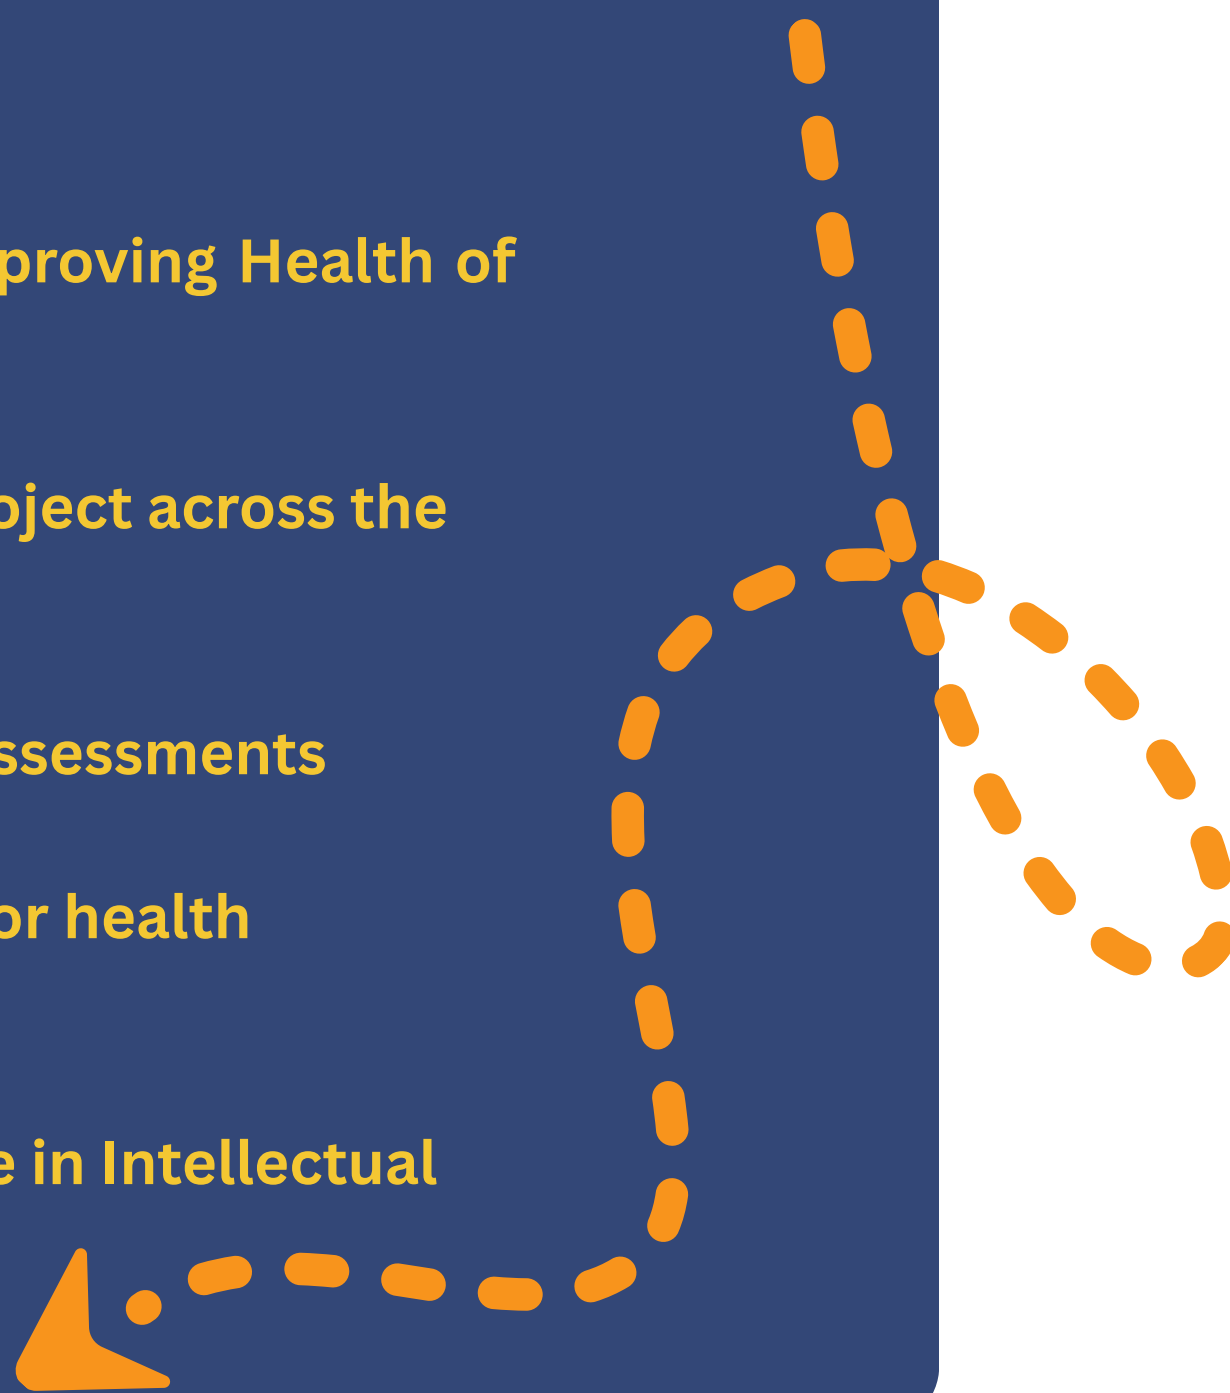 proving Health of
oject across the
ssessments
or health
e in Intellectual